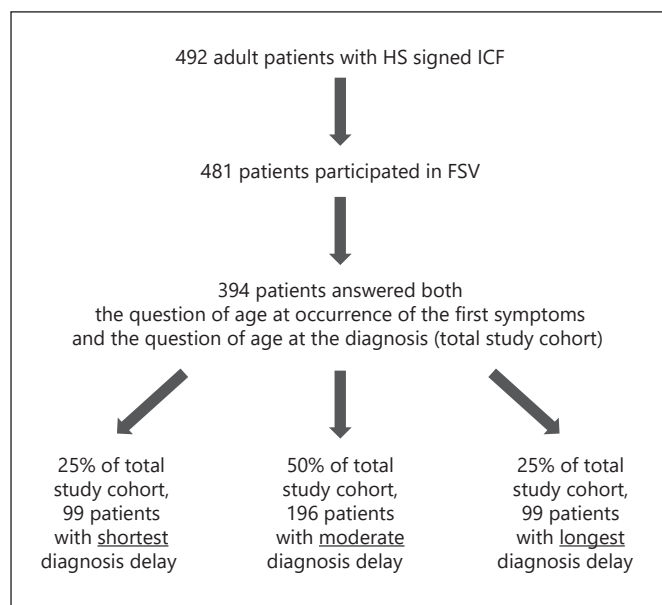 492 adult patients with HS signed ICF
481 patients participated in FSV
394 patients answered both
the question of age at occurrence of the first symptoms
and the question of age at the diagnosis (total study cohort)
25% of total
study cohort,
99 patients
with shortest
diagnosis delay
50% of total
study cohort,
196 patients
with moderate
diagnosis delay
25% of total
study cohort,
99 patients
with longest
diagnosis delay